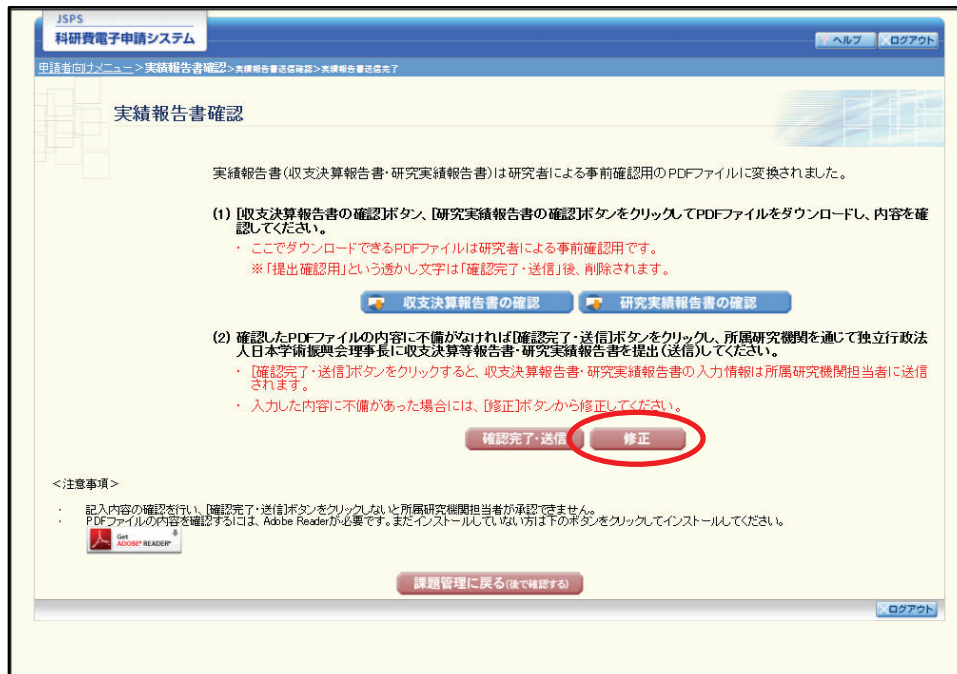 JSPS
科研費電子申請システム
ヘルプ
ログアウト
申請者向けメニュー>実績報告書確認>実績報告書送信確認>実績報告書送信完了
実績報告書確認
実績報告書(収支決算報告書・研究実績報告書)は研究者による事前確認用のPDFファイルに変換されました。
(1) [収支決算報告書の確認]ボタン、[研究実績報告書の確認]ボタンをクリックしてPDFファイルをダウンロードし、内容を確
認してください。
・ ここでダウンロードできるPDFファイルは研究者による事前確認用です。
※「提出確認用」という透かし文字は「確認完了・送信」後、削除されます。
収支決算報告書の確認
研究実績報告書の確認
(2) 確認したPDFファイルの内容に不備がなければ[確認完了・送信]ボタンをクリックし、所属研究機関を通じて独立行政法
人日本学術振興会理事長に収支決算等報告書・研究実績報告書を提出(送信)してください。
・ [確認完了・送信]ボタンをクリックすると、収支決算報告書・研究実績報告書の入力情報は所属研究機関担当者に送信
されます。
・ 入力した内容に不備があった場合には、[修正]ボタンから修正してください。
確認完了・送信
修正
<注意事項>
・ 記入内容の確認を行い、[確認完了・送信]ボタンをクリックしないと所属研究機関担当者が承認できません。
・ PDFファイルの内容を確認するには、Adobe Readerが必要です。まだインストールしていない方は下のボタンをクリックしてインストールしてください。
Get
ADOBE® READER®
課題管理に戻る(後で確認する)
ログアウト